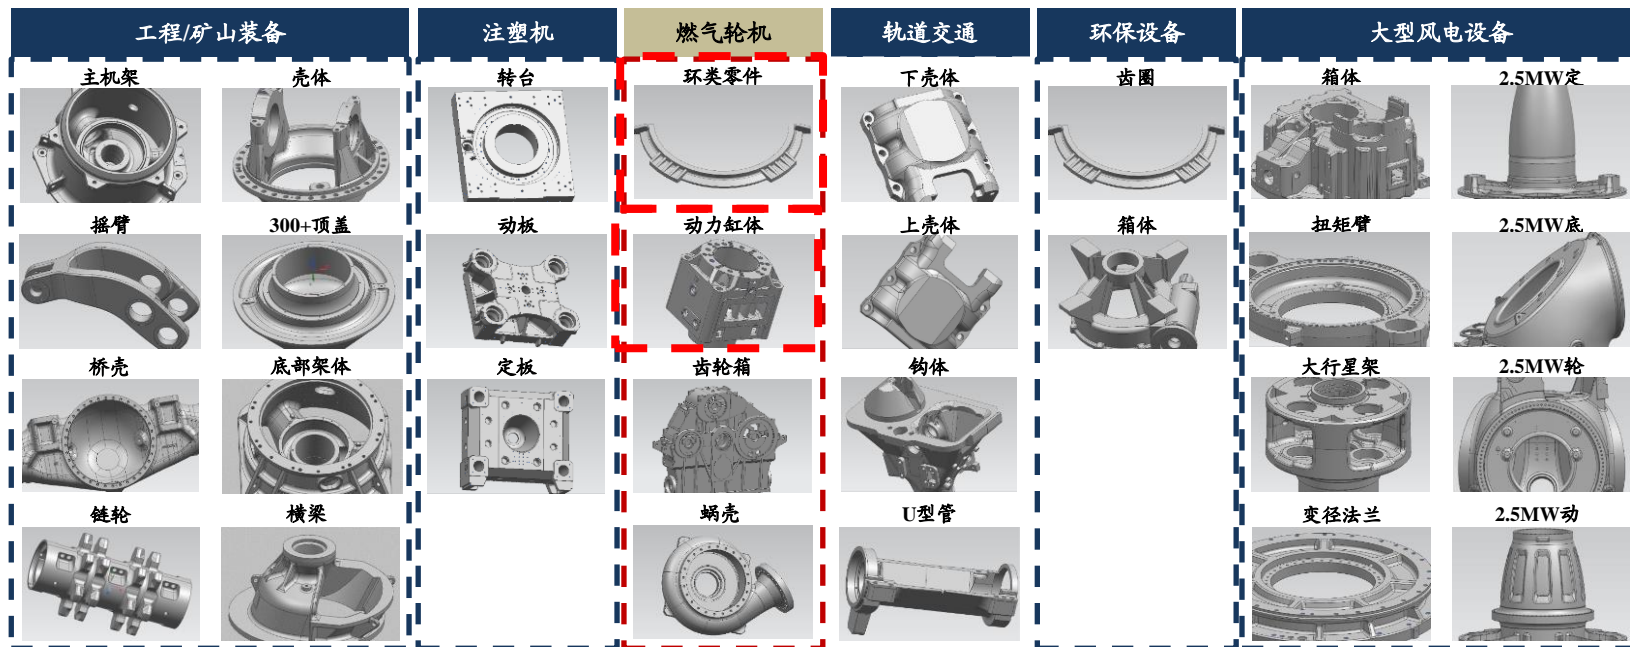 工程/矿山装备
注塑机
燃气轮机
轨道交通
环保设备
大型风电设备
主机架
壳体
转台
环类零件
下壳体
齿圈
箱体
2.5MW定
摇臂
300+顶盖
动板
动力缸体
上壳体
箱体
扭矩臂
2.5MW底
桥壳
底部架体
定板
齿轮箱
钩体
大行星架
2.5MW轮
链轮
横梁
蜗壳
U型管
变径法兰
2.5MW动